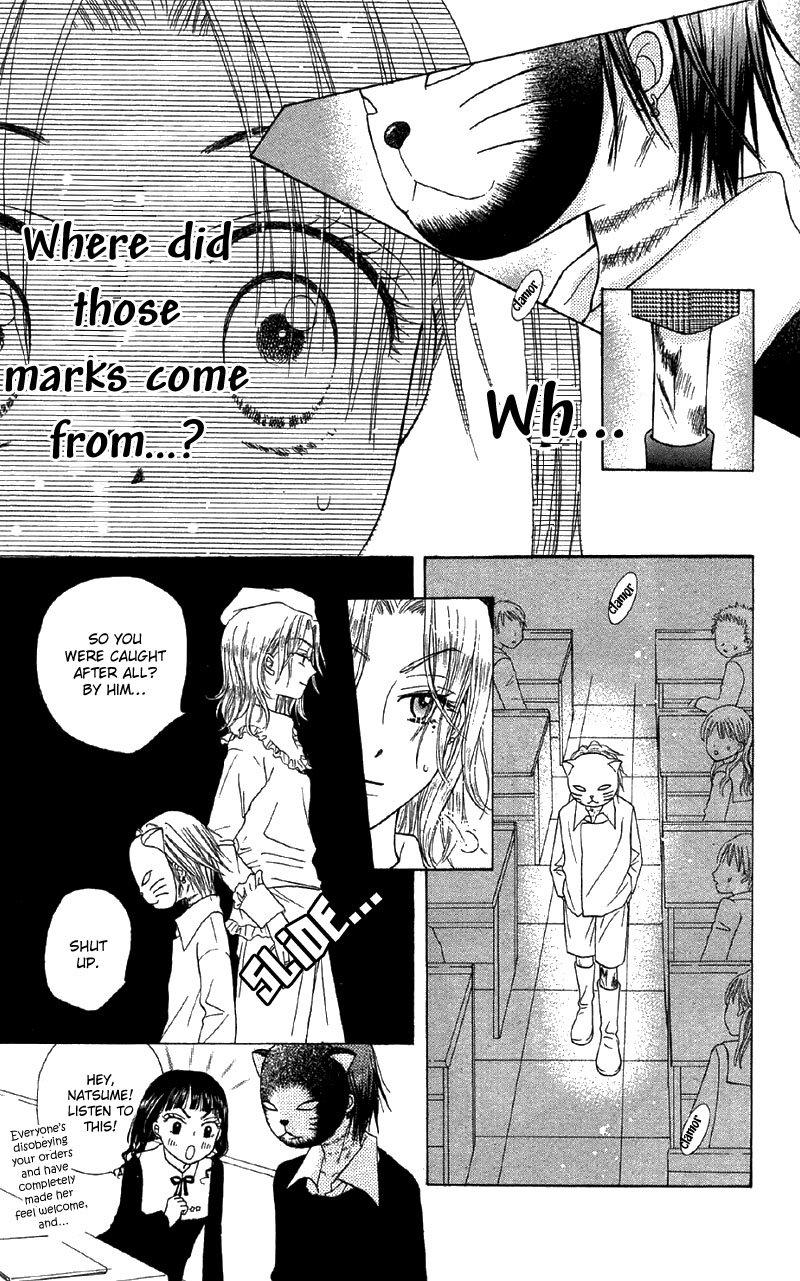 clamor
Wh...
Where did
those
marks come
from...?
clamor
SO YOU
WERE CAUGHT
AFTER ALL?
BY HIM...
SLIDE...
SHUT
UP.
clamor
HEY,
NATSUME!
LISTEN TO
THIS!
Everyone's
disobeying
your orders
and have
completely
made her
feel welcome,
and...